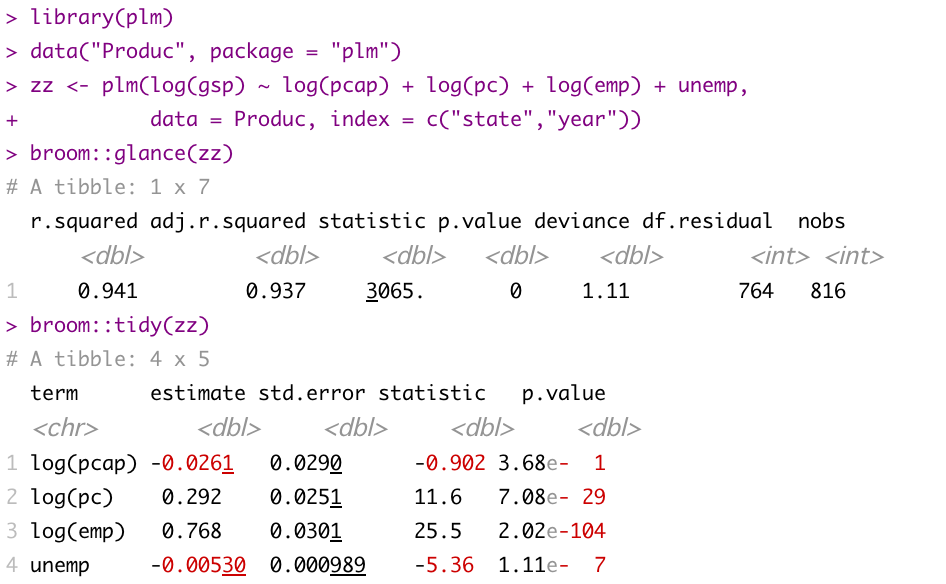 > library(plm)
> data("Produc", package = "plm")
> zz <- plm(log(gsp) ~ log(pcap) + log(pc) + log(emp) + unemp,
+           data = Produc, index = c("state","year"))
> broom::glance(zz)
# A tibble: 1 x 7
  r.squared adj.r.squared statistic p.value deviance df.residual  nobs
      <dbl>         <dbl>     <dbl>   <dbl>    <dbl>       <int> <int>
1     0.941         0.937     3065.       0     1.11         764   816
> broom::tidy(zz)
# A tibble: 4 x 5
  term      estimate std.error statistic   p.value
  <chr>        <dbl>     <dbl>     <dbl>     <dbl>
1 log(pcap) -0.0261   0.0290      -0.902 3.68e-  1
2 log(pc)    0.292    0.0251      11.6   7.08e- 29
3 log(emp)   0.768    0.0301      25.5   2.02e-104
4 unemp     -0.00530  0.000989    -5.36  1.11e-  7